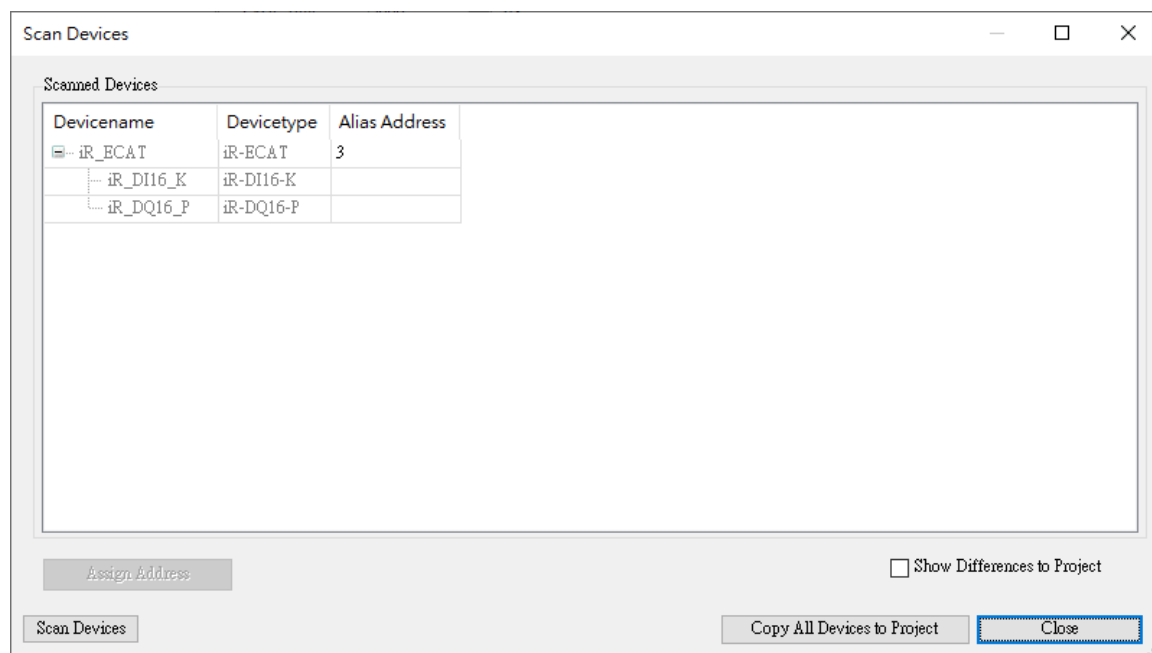 Scan Devices
Scanned Devices
Devicename Devicetype Alias Address
iR_ECAT iR-ECAT 3
iR_DI16_K iR-DI16-K
iR_DQ16_P iR-DQ16-P
Assign Address
Show Differences to Project
Scan Devices
Copy All Devices to Project
Close